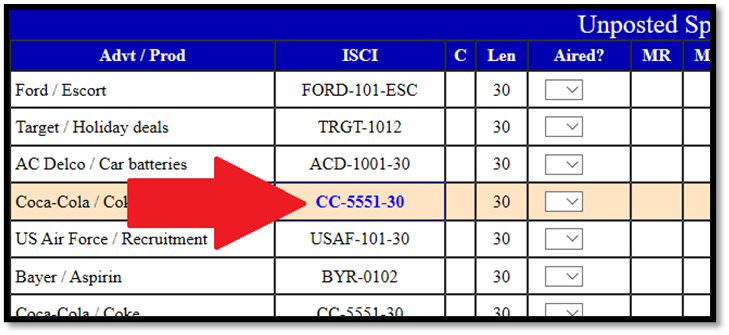 Unposted Sp
Advt / Prod ISCI C Len Aired? MR M
Ford / Escort FORD-101-ESC 30
Target / Holiday deals TRGT-1012 30
AC Delco / Car batteries ACD-1001-30 30
Coca-Cola / Cok CC-5551-30 30
US Air Force / Recruitment USAF-101-30 30
Bayer / Aspirin BYR-0102 30
Coca-Cola / Coke CC-5551-30 30